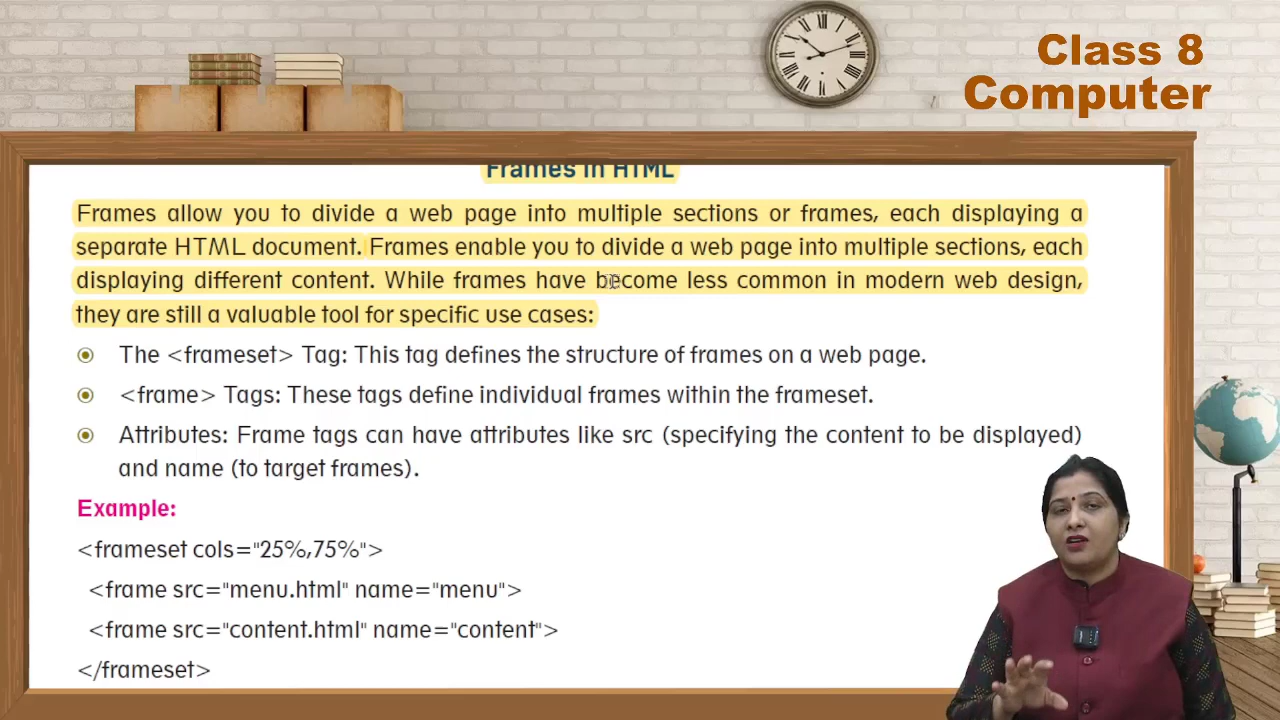 Class 8
Computer
Frames in HTML
Frames allow you to divide a web page into multiple sections or frames, each displaying a
separate HTML document. Frames enable you to divide a web page into multiple sections, each
displaying different content. While frames have become less common in modern web design,
they are still a valuable tool for specific use cases:
The <frameset> Tag: This tag defines the structure of frames on a web page.
<frame> Tags: These tags define individual frames within the frameset.
Attributes: Frame tags can have attributes like src (specifying the content to be displayed)
and name (to target frames).
Example:
<frameset cols="25%,75%">
<frame src="menu.html" name="menu">
<frame src="content.html" name="content">
</frameset>